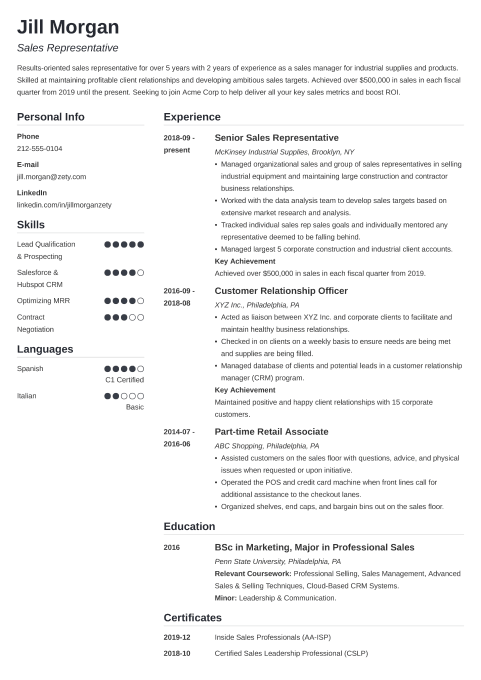 Jill Morgan
Sales Representative
Results-oriented sales representative for over 5 years with 2 years of experience as a sales manager for industrial supplies and products.
Skilled at maintaining profitable client relationships and developing ambitious sales targets. Achieved over $500,000 in sales in each fiscal
quarter from 2019 until the present. Seeking to join Acme Corp to help deliver all your key sales metrics and boost ROI.
Personal Info
Phone
212-555-0104
E-mail
jill.morgan@zety.com
LinkedIn
linkedin.com/in/jillmorganzety
Skills
Lead Qualification
& Prospecting
Salesforce &
Hubspot CRM
Optimizing MRR
Contract
Negotiation
Languages
Spanish
C1 Certified
Italian
Basic
Experience
2018-09 -
present
Senior Sales Representative
McKinsey Industrial Supplies, Brooklyn, NY
• Managed organizational sales and group of sales representatives in selling
industrial equipment and maintaining large construction and contractor
business relationships.
• Worked with the data analysis team to develop sales targets based on
extensive market research and analysis.
• Tracked individual sales rep sales goals and individually mentored any
representative deemed to be falling behind.
• Managed largest 5 corporate construction and industrial client accounts.
Key Achievement
Achieved over $500,000 in sales in each fiscal quarter from 2019.
2016-09 -
2018-08
Customer Relationship Officer
XYZ Inc., Philadelphia, PA
• Acted as liaison between XYZ Inc. and corporate clients to facilitate and
maintain healthy business relationships.
• Checked in on clients on a weekly basis to ensure needs are being met
and supplies are being filled.
• Managed database of clients and potential leads in a customer relationship
manager (CRM) program.
Key Achievement
Maintained positive and happy client relationships with 15 corporate
customers.
2014-07 -
2016-06
Part-time Retail Associate
ABC Shopping, Philadelphia, PA
• Assisted customers on the sales floor with questions, advice, and physical
issues when requested or upon initiative.
• Operated the POS and credit card machine when front lines call for
additional assistance to the checkout lanes.
• Organized shelves, end caps, and bargain bins out on the sales floor.
Education
2016
BSc in Marketing, Major in Professional Sales
Penn State University, Philadelphia, PA
Relevant Coursework: Professional Selling, Sales Management, Advanced
Sales & Selling Techniques, Cloud-Based CRM Systems.
Minor: Leadership & Communication.
Certificates
2019-12 Inside Sales Professionals (AA-ISP)
2018-10 Certified Sales Leadership Professional (CSLP)